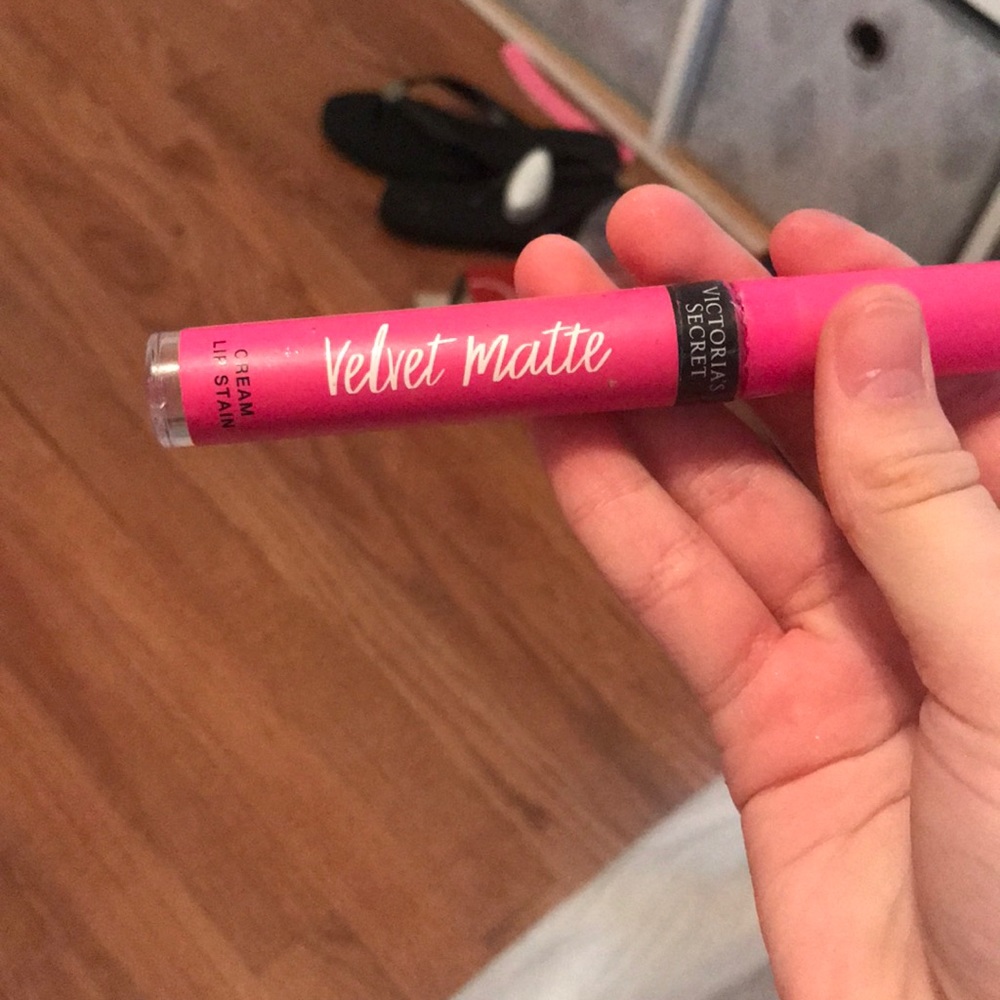 CREAM
LIP STAIN
Velvet Matte
VICTORIA'S
SECRET